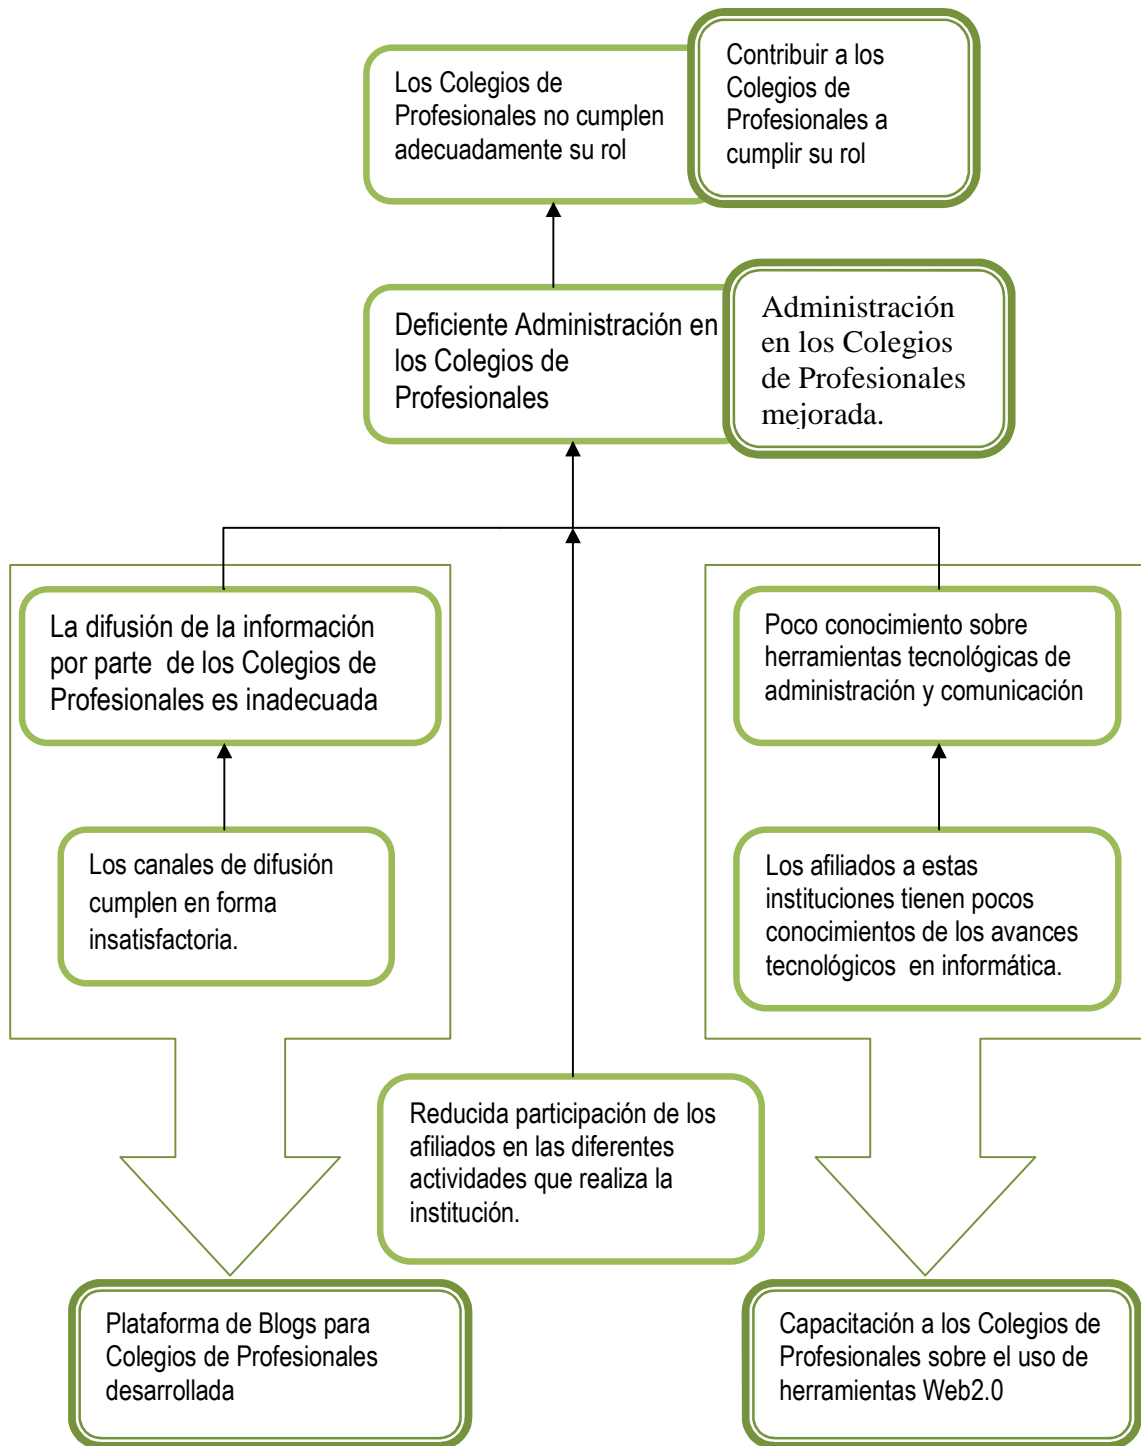 Los Colegios de
Profesionales no cumplen
adecuadamente su rol
Contribuir a los
Colegios de
Profesionales a
cumplir su rol
Deficiente Administración en
los Colegios de
Profesionales
Administración
en los Colegios
de Profesionales
mejorada.
La difusión de la información
por parte de los Colegios de
Profesionales es inadecuada
Poco conocimiento sobre
herramientas tecnológicas de
administración y comunicación
Los canales de difusión
cumplen en forma
insatisfactoria.
Los afiliados a estas
instituciones tienen pocos
conocimientos de los avances
tecnológicos en informática.
Reducida participación de los
afiliados en las diferentes
actividades que realiza la
institución.
Plataforma de Blogs para
Colegios de Profesionales
desarrollada
Capacitación a los Colegios de
Profesionales sobre el uso de
herramientas Web2.0